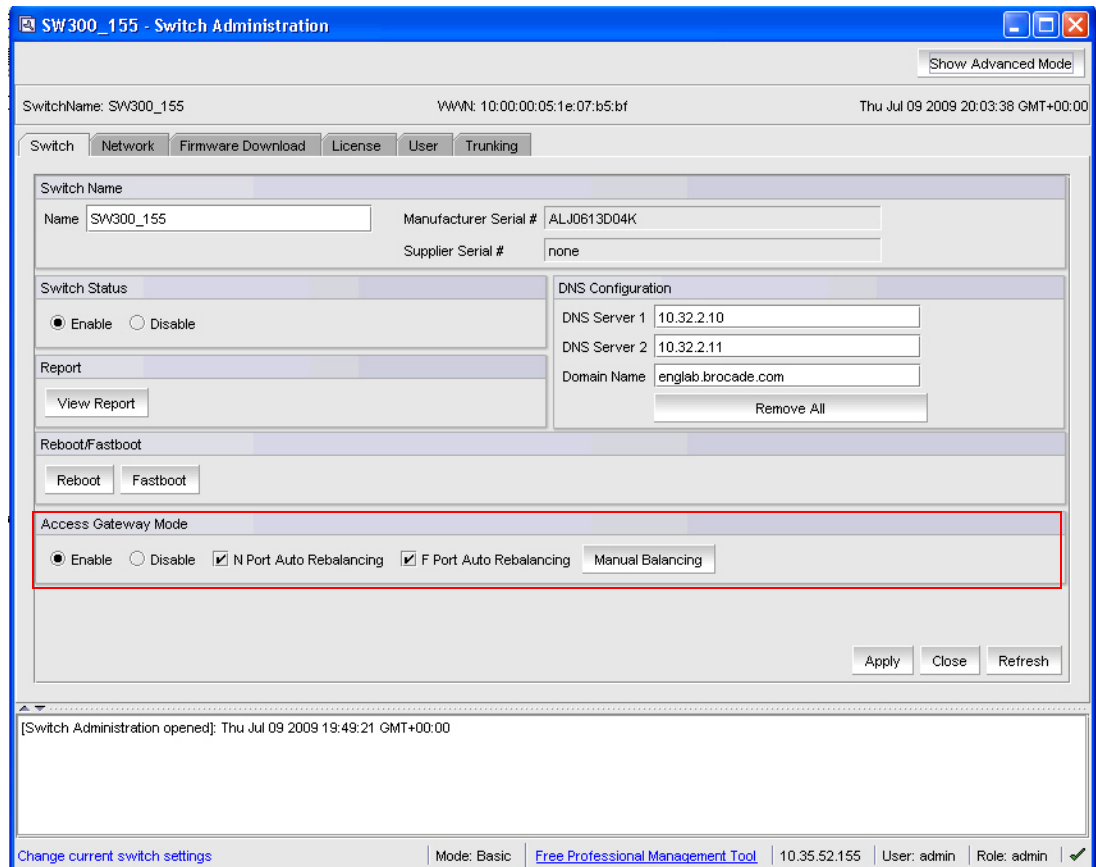 SW300_155 - Switch Administration
Show Advanced Mode
SwitchName: SW300_155 WWN: 10:00:00:05:1e:07:b5:bf Thu Jul 09 2009 20:03:38 GMT+00:00
Switch Network Firmware Download License User Trunking
Switch Name
Name SW300_155 Manufacturer Serial # ALJ0613D04K
Supplier Serial # none
Switch Status
Enable Disable
DNS Configuration
DNS Server 1 10.32.2.10
DNS Server 2 10.32.2.11
Domain Name englab.brocade.com
Remove All
Report
View Report
Reboot/Fastboot
Reboot Fastboot
Access Gateway Mode
Enable Disable N Port Auto Rebalancing F Port Auto Rebalancing Manual Balancing
Apply Close Refresh
[Switch Administration opened]: Thu Jul 09 2009 19:49:21 GMT+00:00
Change current switch settings Mode: Basic Free Professional Management Tool 10.35.52.155 User: admin Role: admin